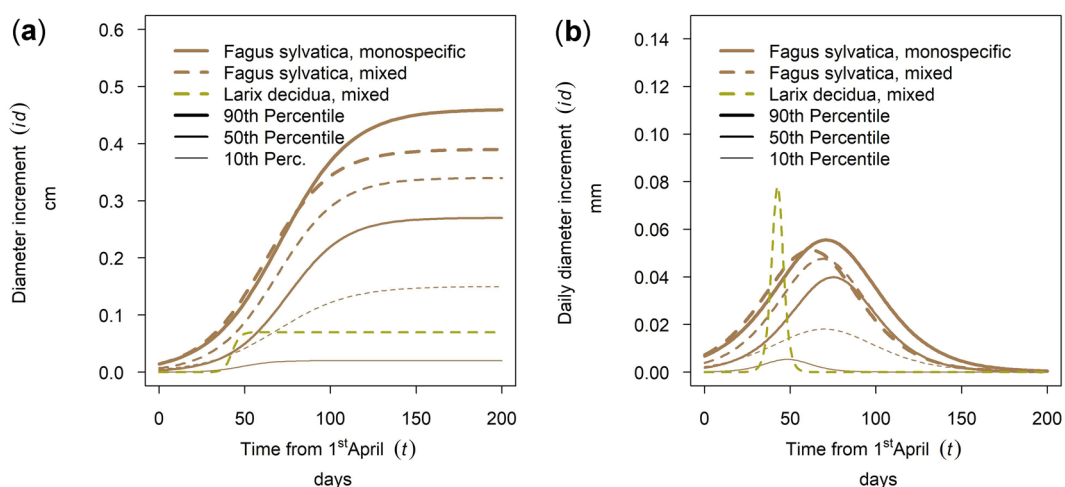 (a)
0.6
0.5
0.4
0.3
0.2
0.1
0.0
Diameter increment (id)
cm
Fagus sylvatica, monospecific
Fagus sylvatica, mixed
Larix decidua, mixed
90th Percentile
50th Percentile
10th Perc.
0 50 100 150 200
Time from 1stApril (t)
days
(b)
0.14
0.12
0.10
0.08
0.06
0.04
0.02
0.00
Daily diameter increment (id)
mm
Fagus sylvatica, monospecific
Fagus sylvatica, mixed
Larix decidua, mixed
90th Percentile
50th Percentile
10th Percentile
0 50 100 150 200
Time from 1stApril (t)
days